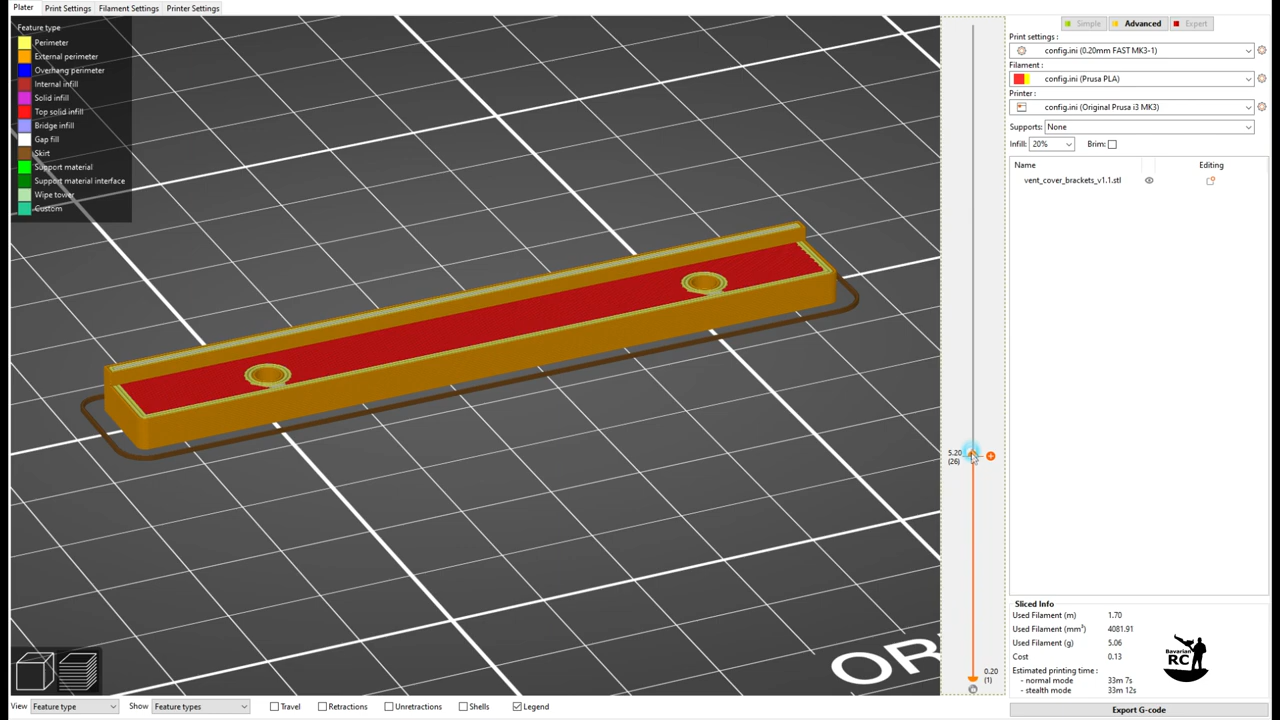 Plater Print Settings Filament Settings Printer Settings
Feature type
Perimeter
External perimeter
Overhang perimeter
Internal infill
Solid infill
Top solid infill
Bridge infill
Gap fill
Skirt
Support material
Support material interface
Wipe tower
Custom
5.20
(26)
0.20
(1)
OR
Simple Advanced Expert
Print settings :
config.ini (0.20mm FAST MK3-1)
Filament :
config.ini (Prusa PLA)
Printer :
config.ini (Original Prusa i3 MK3)
Supports: None
Infill: 20% Brim:
Name Editing
vent_cover_brackets_v1.1.stl
Sliced Info
Used Filament (m) 1.70
Used Filament (mm³) 4081.91
Used Filament (g) 5.06
Cost 0.13
Estimated printing time :
- normal mode 33m 7s
- stealth mode 33m 12s
Bavarian
RC
View Feature type Show Feature types Travel Retractions Unretractions Shells Legend
Export G-code